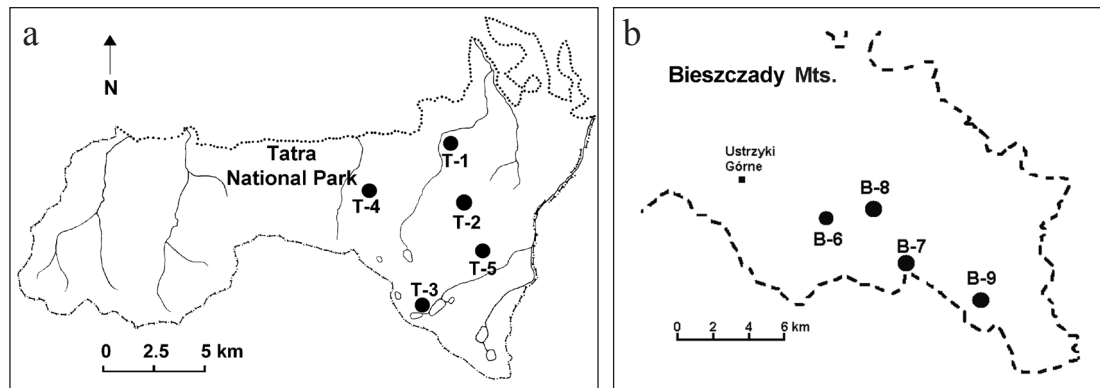 a
N
Tatra
National Park
T-1
T-4
T-2
T-5
T-3
0 2.5 5 km
b
Bieszczady Mts.
Ustrzyki
Górne
B-8
B-6
B-7
B-9
0 2 4 6 km